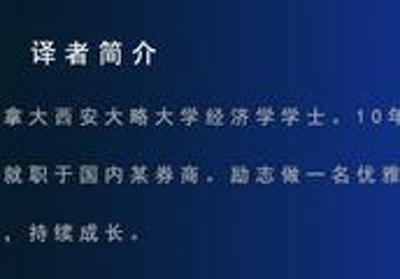 译者简介
拿大西安大略大学经济学学士。10年
就职于国内某券商。励志做一名优雅
，持续成长。